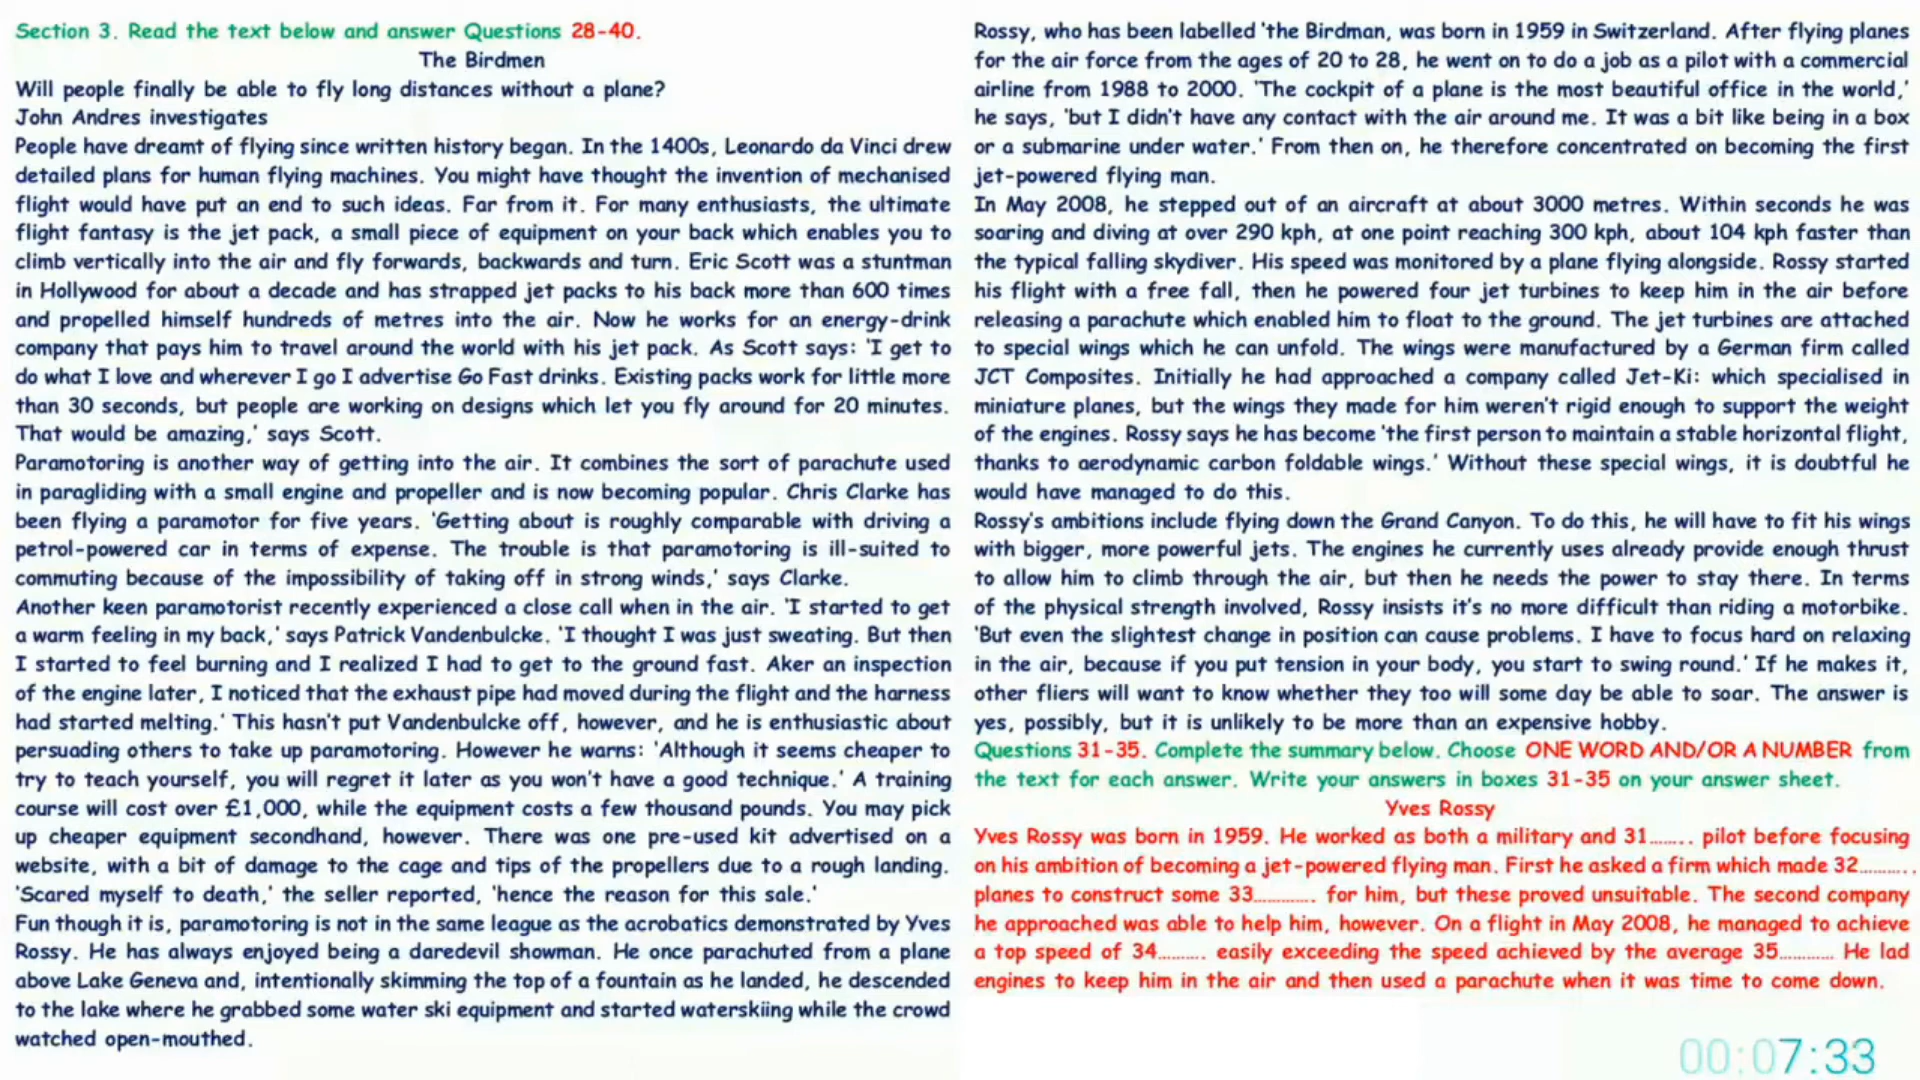 Section 3. Read the text below and answer Questions 28-40.
The Birdmen
Will people finally be able to fly long distances without a plane?
John Andres investigates
People have dreamt of flying since written history began. In the 1400s, Leonardo da Vinci drew
detailed plans for human flying machines. You might have thought the invention of mechanised
flight would have put an end to such ideas. Far from it. For many enthusiasts, the ultimate
flight fantasy is the jet pack, a small piece of equipment on your back which enables you to
climb vertically into the air and fly forwards, backwards and turn. Eric Scott was a stuntman
in Hollywood for about a decade and has strapped jet packs to his back more than 600 times
and propelled himself hundreds of metres into the air. Now he works for an energy-drink
company that pays him to travel around the world with his jet pack. As Scott says: 'I get to
do what I love and wherever I go I advertise Go Fast drinks. Existing packs work for little more
than 30 seconds, but people are working on designs which let you fly around for 20 minutes.
That would be amazing,' says Scott.
Paramotoring is another way of getting into the air. It combines the sort of parachute used
in paragliding with a small engine and propeller and is now becoming popular. Chris Clarke has
been flying a paramotor for five years. 'Getting about is roughly comparable with driving a
petrol-powered car in terms of expense. The trouble is that paramotoring is ill-suited to
commuting because of the impossibility of taking off in strong winds,' says Clarke.
Another keen paramotorist recently experienced a close call when in the air. 'I started to get
a warm feeling in my back,' says Patrick Vandenbulcke. 'I thought I was just sweating. But then
I started to feel burning and I realized I had to get to the ground fast. Aker an inspection
of the engine later, I noticed that the exhaust pipe had moved during the flight and the harness
had started melting.' This hasn't put Vandenbulcke off, however, and he is enthusiastic about
persuading others to take up paramotoring. However he warns: 'Although it seems cheaper to
try to teach yourself, you will regret it later as you won't have a good technique.' A training
course will cost over £1,000, while the equipment costs a few thousand pounds. You may pick
up cheaper equipment secondhand, however. There was one pre-used kit advertised on a
website, with a bit of damage to the cage and tips of the propellers due to a rough landing.
'Scared myself to death,' the seller reported, 'hence the reason for this sale.'
Fun though it is, paramotoring is not in the same league as the acrobatics demonstrated by Yves
Rossy. He has always enjoyed being a daredevil showman. He once parachuted from a plane
above Lake Geneva and, intentionally skimming the top of a fountain as he landed, he descended
to the lake where he grabbed some water ski equipment and started waterskiing while the crowd
watched open-mouthed.
Rossy, who has been labelled 'the Birdman, was born in 1959 in Switzerland. After flying planes
for the air force from the ages of 20 to 28, he went on to do a job as a pilot with a commercial
airline from 1988 to 2000. 'The cockpit of a plane is the most beautiful office in the world,'
he says, 'but I didn't have any contact with the air around me. It was a bit like being in a box
or a submarine under water.' From then on, he therefore concentrated on becoming the first
jet-powered flying man.
In May 2008, he stepped out of an aircraft at about 3000 metres. Within seconds he was
soaring and diving at over 290 kph, at one point reaching 300 kph, about 104 kph faster than
the typical falling skydiver. His speed was monitored by a plane flying alongside. Rossy started
his flight with a free fall, then he powered four jet turbines to keep him in the air before
releasing a parachute which enabled him to float to the ground. The jet turbines are attached
to special wings which he can unfold. The wings were manufactured by a German firm called
JCT Composites. Initially he had approached a company called Jet-Ki: which specialised in
miniature planes, but the wings they made for him weren't rigid enough to support the weight
of the engines. Rossy says he has become 'the first person to maintain a stable horizontal flight,
thanks to aerodynamic carbon foldable wings.' Without these special wings, it is doubtful he
would have managed to do this.
Rossy's ambitions include flying down the Grand Canyon. To do this, he will have to fit his wings
with bigger, more powerful jets. The engines he currently uses already provide enough thrust
to allow him to climb through the air, but then he needs the power to stay there. In terms
of the physical strength involved, Rossy insists it's no more difficult than riding a motorbike.
'But even the slightest change in position can cause problems. I have to focus hard on relaxing
in the air, because if you put tension in your body, you start to swing round.' If he makes it,
other fliers will want to know whether they too will some day be able to soar. The answer is
yes, possibly, but it is unlikely to be more than an expensive hobby.
Questions 31-35. Complete the summary below. Choose ONE WORD AND/OR A NUMBER from
the text for each answer. Write your answers in boxes 31-35 on your answer sheet.
Yves Rossy
Yves Rossy was born in 1959. He worked as both a military and 31........ pilot before focusing
on his ambition of becoming a jet-powered flying man. First he asked a firm which made 32............
planes to construct some 33............. for him, but these proved unsuitable. The second company
he approached was able to help him, however. On a flight in May 2008, he managed to achieve
a top speed of 34.......... easily exceeding the speed achieved by the average 35........... He lad
engines to keep him in the air and then used a parachute when it was time to come down.
00:07:33